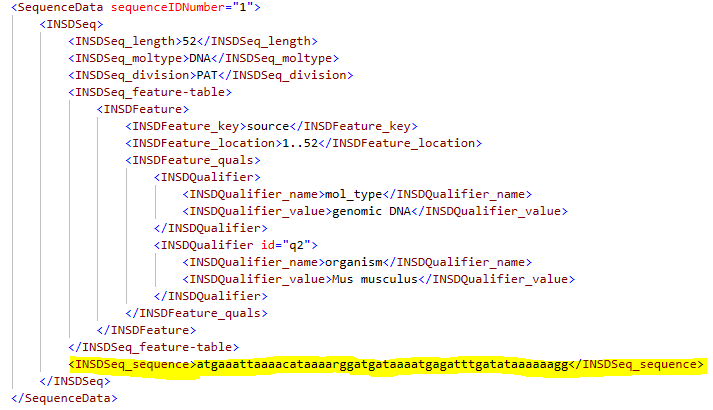 <SequenceData sequenceIDNumber="1">
<INSDSeq>
<INSDSeq_length>52</INSDSeq_length>
<INSDSeq_moltype>DNA</INSDSeq_moltype>
<INSDSeq_division>PAT</INSDSeq_division>
<INSDSeq_feature-table>
<INSDFeature>
<INSDFeature_key>source</INSDFeature_key>
<INSDFeature_location>1..52</INSDFeature_location>
<INSDFeature_quals>
<INSDQualifier>
<INSDQualifier_name>mol_type</INSDQualifier_name>
<INSDQualifier_value>genomic DNA</INSDQualifier_value>
</INSDQualifier>
<INSDQualifier id="q2">
<INSDQualifier_name>organism</INSDQualifier_name>
<INSDQualifier_value>Mus musculus</INSDQualifier_value>
</INSDQualifier>
</INSDFeature_quals>
</INSDFeature>
</INSDSeq_feature-table>
<INSDSeq_sequence>atgaaattaaaacataaaarggatgataaaatgagatttgatataaaaaagg</INSDSeq_sequence>
</INSDSeq>
</SequenceData>